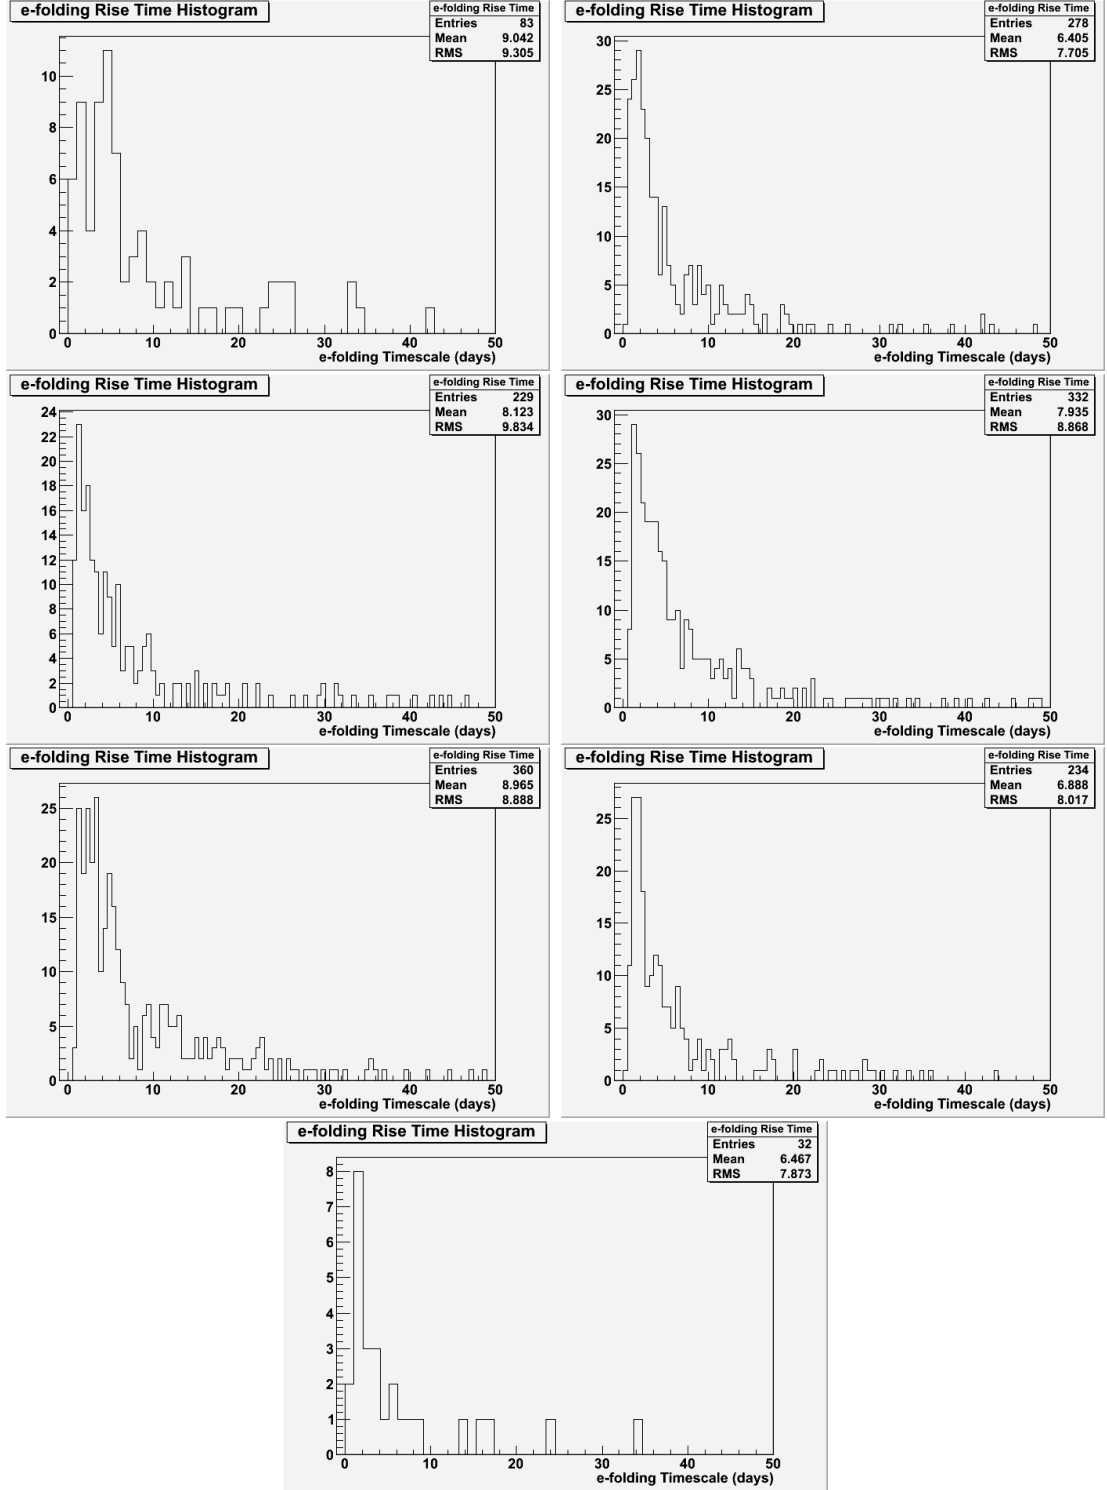 e-folding Rise Time Histogram
e-folding Rise Time
Entries 83
Mean 9.042
RMS 9.305
10
8
6
4
2
0
0 10 20 30 40 50
e-folding Timescale (days)
e-folding Rise Time Histogram
e-folding Rise Time
Entries 278
Mean 6.405
RMS 7.705
30
25
20
15
10
5
0
0 10 20 30 40 50
e-folding Timescale (days)
e-folding Rise Time Histogram
e-folding Rise Time
Entries 229
Mean 8.123
RMS 9.834
24
22
20
18
16
14
12
10
8
6
4
2
0
0 10 20 30 40 50
e-folding Timescale (days)
e-folding Rise Time Histogram
e-folding Rise Time
Entries 332
Mean 7.935
RMS 8.868
30
25
20
15
10
5
0
0 10 20 30 40 50
e-folding Timescale (days)
e-folding Rise Time Histogram
e-folding Rise Time
Entries 360
Mean 8.965
RMS 8.888
25
20
15
10
5
0
0 10 20 30 40 50
e-folding Timescale (days)
e-folding Rise Time Histogram
e-folding Rise Time
Entries 234
Mean 6.888
RMS 8.017
25
20
15
10
5
0
0 10 20 30 40 50
e-folding Timescale (days)
e-folding Rise Time Histogram
e-folding Rise Time
Entries 32
Mean 6.467
RMS 7.873
8
7
6
5
4
3
2
1
0
0 10 20 30 40 50
e-folding Timescale (days)